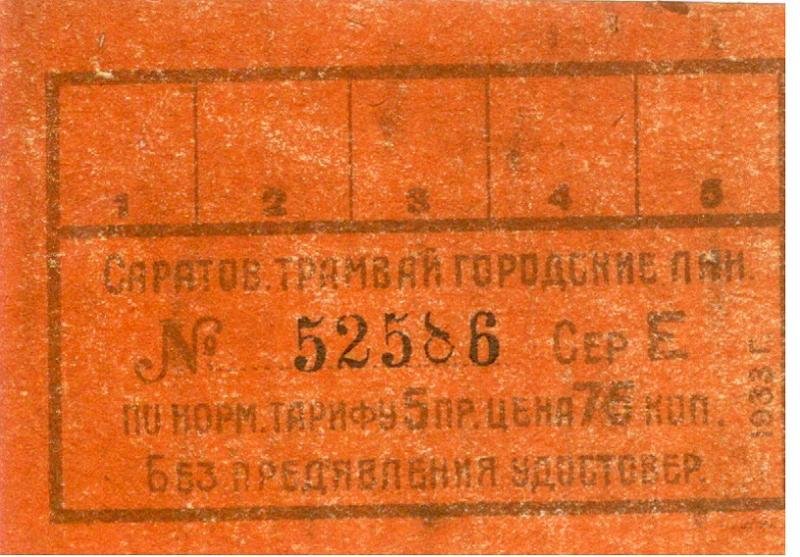 1 2 3 4 5
САРАТОВ. ТРАМВАЙ ГОРОДСКИЕ ЛИН.
№ 52586 СЕР Е
ПО НОРМ. ТАРИФУ 5 ПР. ЦЕНА 75 КОП.
БЕЗ ПРЕДЯВЛЕНИЯ УДОСТОВЕР.
1933 Г.